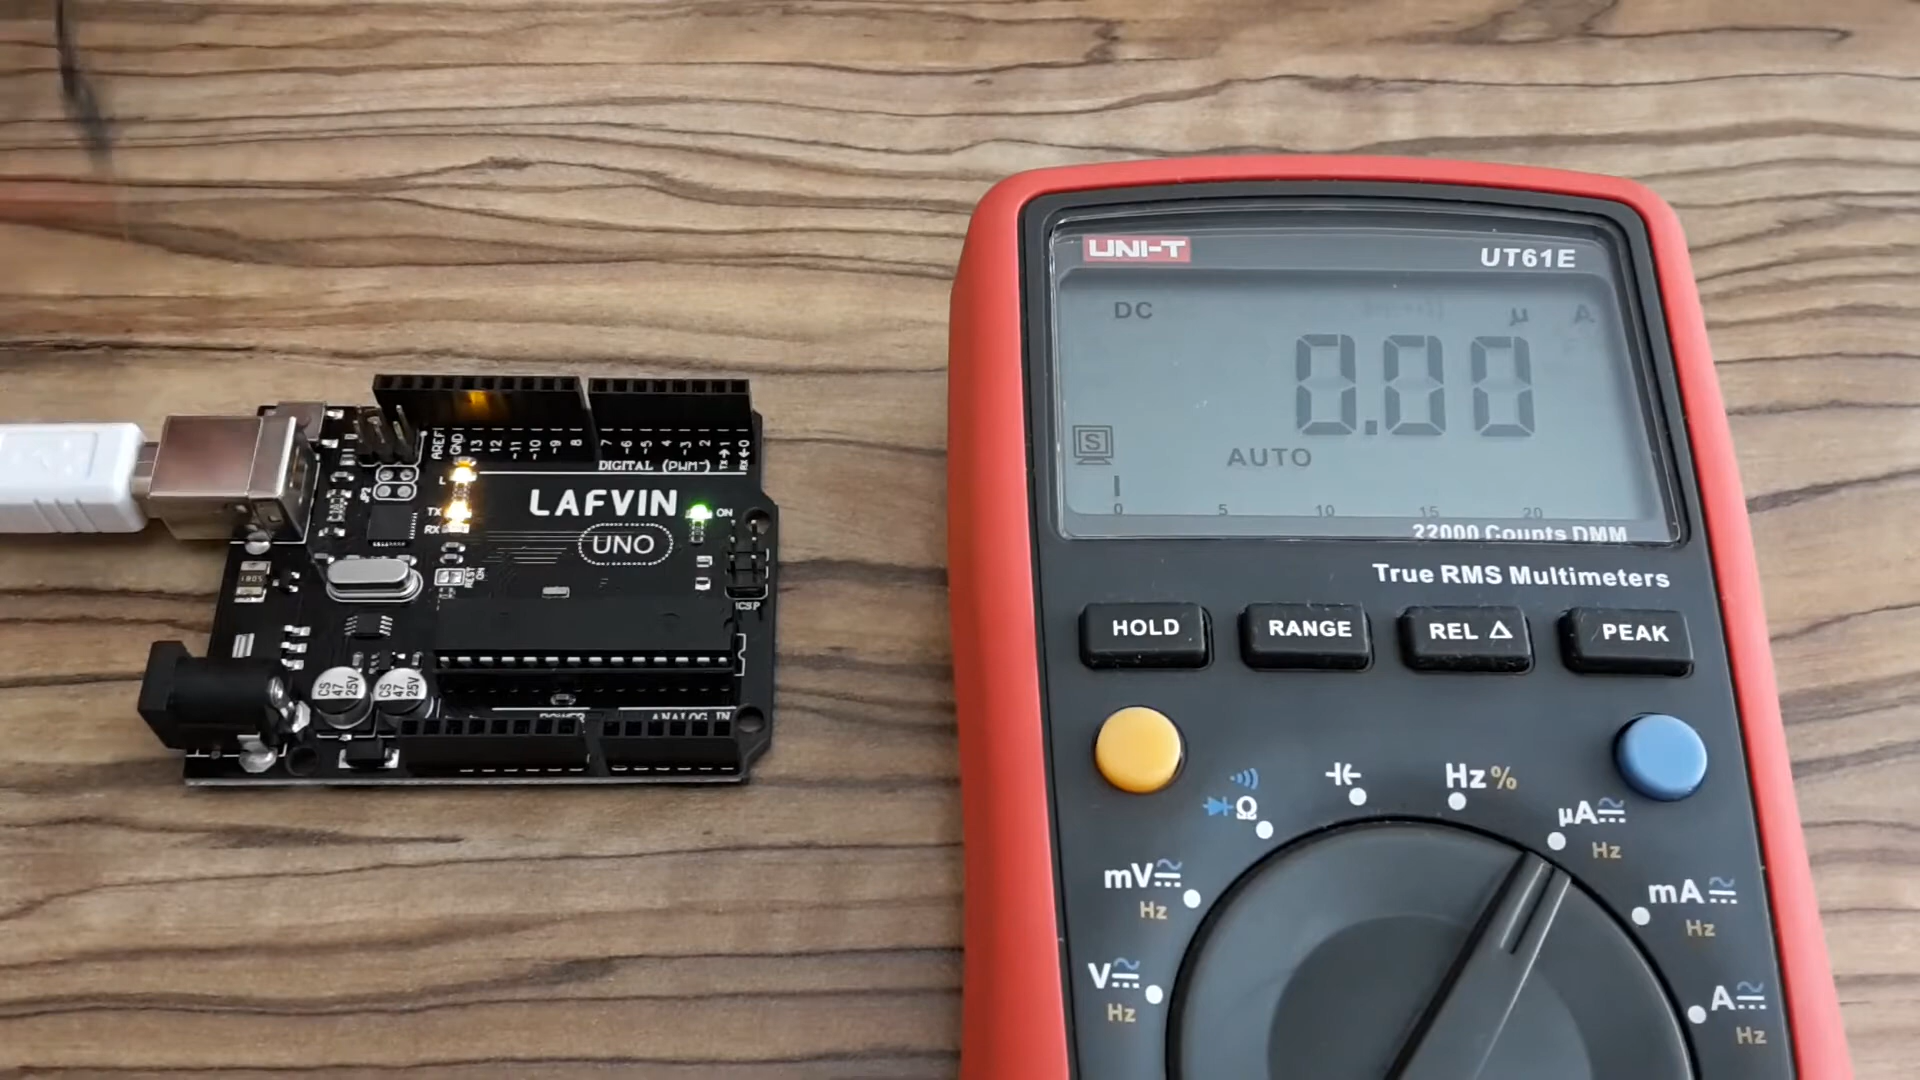 AREF
GND
13
12
~11
~10
~9
8
7
~6
~5
4
~3
2
TX→1
RX←0
DIGITAL (PWM~)
L
TX
RX
LAFVIN
ON
UNO
JP2
ICSP
CS
47
25V
CS
47
25V
POWER
ANALOG IN
UNI-T
UT61E
DC
µ A
0.00
S
AUTO
0 5 10 15 20
22000 Counts DMM
True RMS Multimeters
HOLD RANGE REL △ PEAK
Ω
Hz %
µA
Hz
mV
Hz
mA
Hz
V
Hz
A
Hz